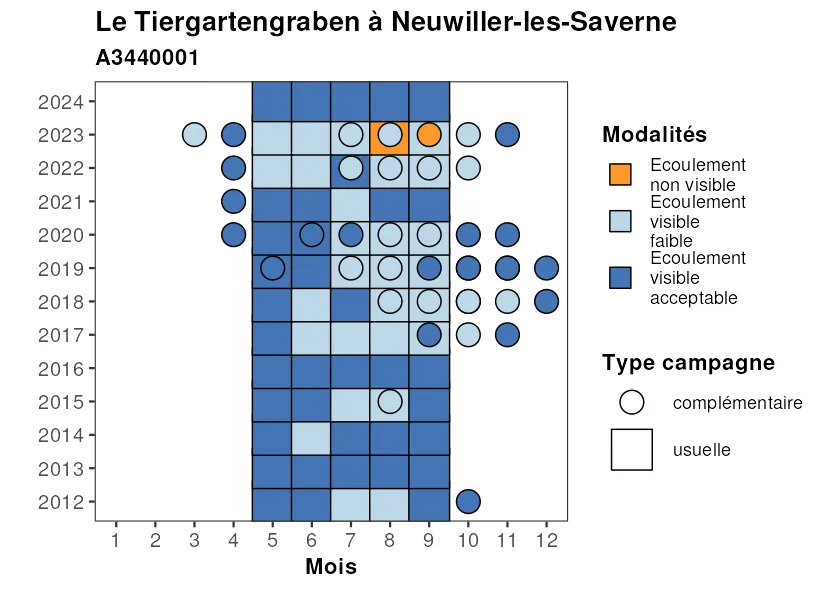 Le Tiergartengraben à Neuwiller-les-Saverne
A3440001
2024
2023
2022
2021
2020
2019
2018
2017
2016
2015
2014
2013
2012
1 2 3 4 5 6 7 8 9 10 11 12
Mois
Modalités
Ecoulement
non visible
Ecoulement
visible
faible
Ecoulement
visible
acceptable
Type campagne
complémentaire
usuelle